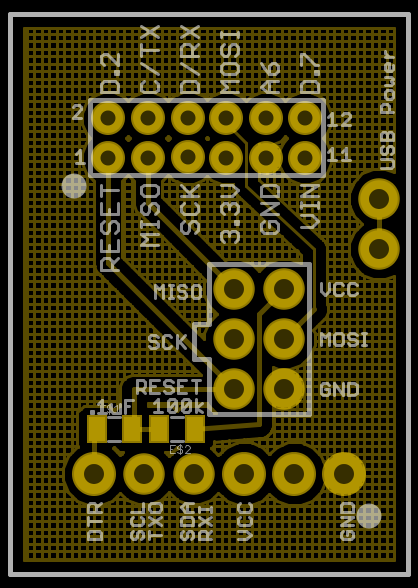 D.2
C/TX
D/RX
MOSI
A6
D.7
USB Power
2
12
1
11
RESET
MISO
SCK
3.3V
GND
VIN
MISO
VCC
SCK
MOSI
RESET
GND
.1uF 100k
E$2
DTR
SCL
TXO
SDA
RXI
VCC
GND